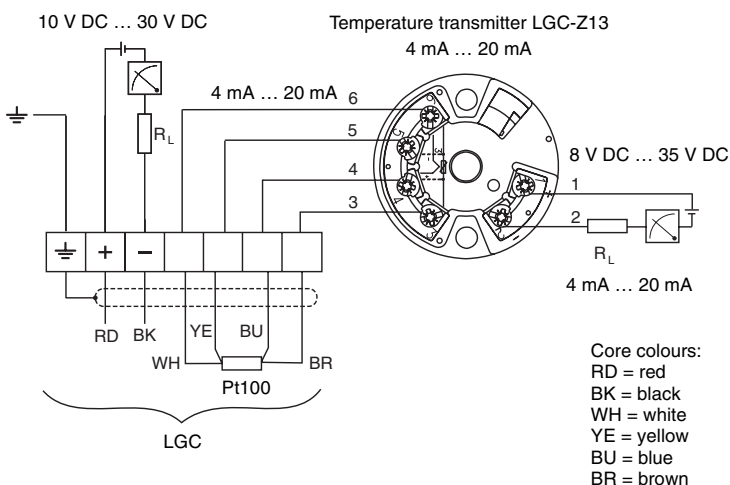 10 V DC … 30 V DC
Temperature transmitter LGC-Z13
4 mA … 20 mA
4 mA … 20 mA
6
5
4
3
R_L
8 V DC … 35 V DC
1
2
R_L
4 mA … 20 mA
+
−
RD
BK
YE
BU
WH
BR
Pt100
LGC
Core colours:
RD = red
BK = black
WH = white
YE = yellow
BU = blue
BR = brown